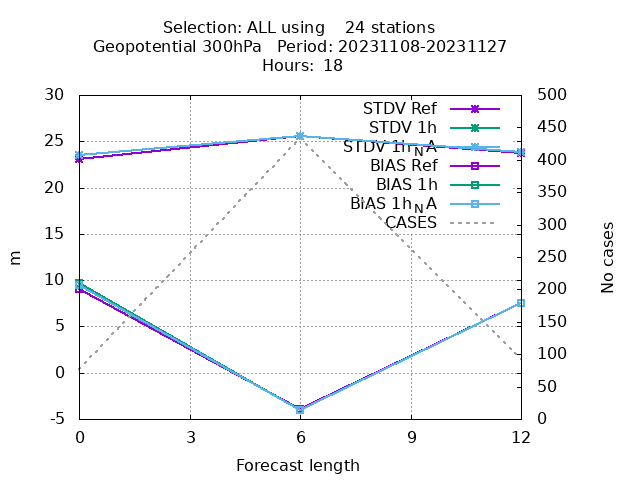 Selection: ALL using    24 stations
Geopotential 300hPa   Period: 20231108-20231127
Hours: 18
30
25
20
15
10
5
0
-5
m
500
450
400
350
300
250
200
150
100
50
0
No cases
STDV Ref
STDV 1h
STDV 1h_NA
BIAS Ref
BIAS 1h
BIAS 1h_NA
CASES
0 3 6 9 12
Forecast length